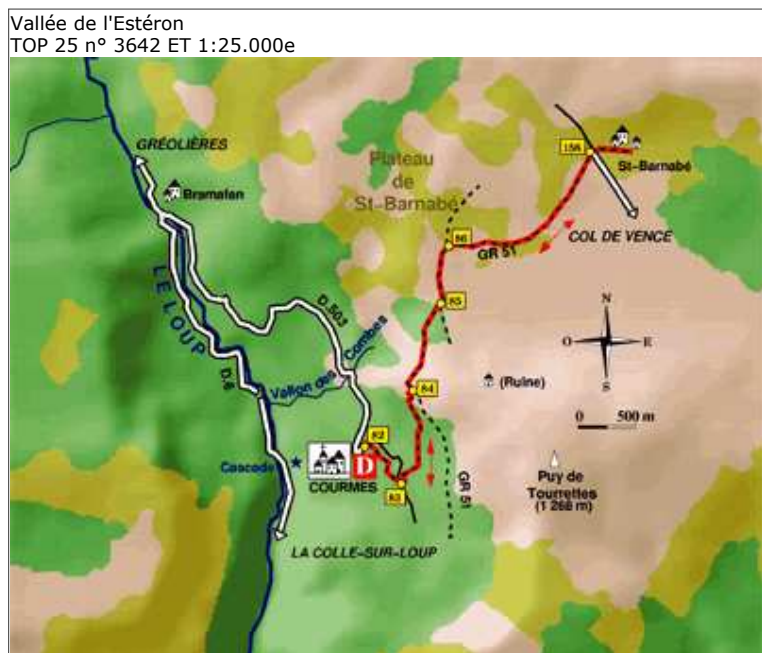 Vallée de l'Estéron
TOP 25 n° 3642 ET 1:25.000e
GRÉOLIÈRES
Bramafan
Plateau
de
St-Barnabé
158
St-Barnabé
COL DE VENCE
86
GR 51
LE LOUP
D.503
85
N
O
E
S
D.6
Vallon des Combes
84
(Ruine)
0 500 m
82
Cascade
D
COURMES
83
GR 51
Puy de
Tourrettes
(1 268 m)
LA COLLE-SUR-LOUP